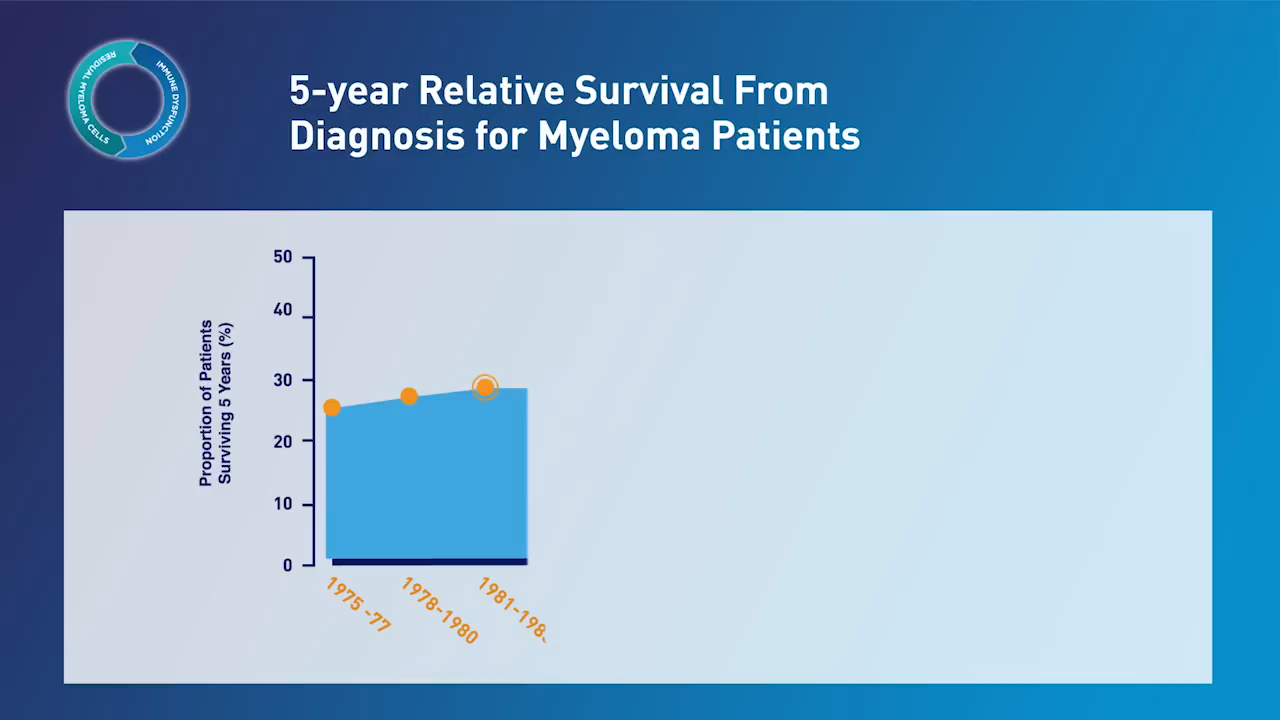 RESIDUAL MYELOMA CELLS
IMMUNE DYSFUNCTION
5-year Relative Survival From
Diagnosis for Myeloma Patients
Proportion of Patients
Surviving 5 Years (%)
50
40
30
20
10
0
1975 -77
1978-1980